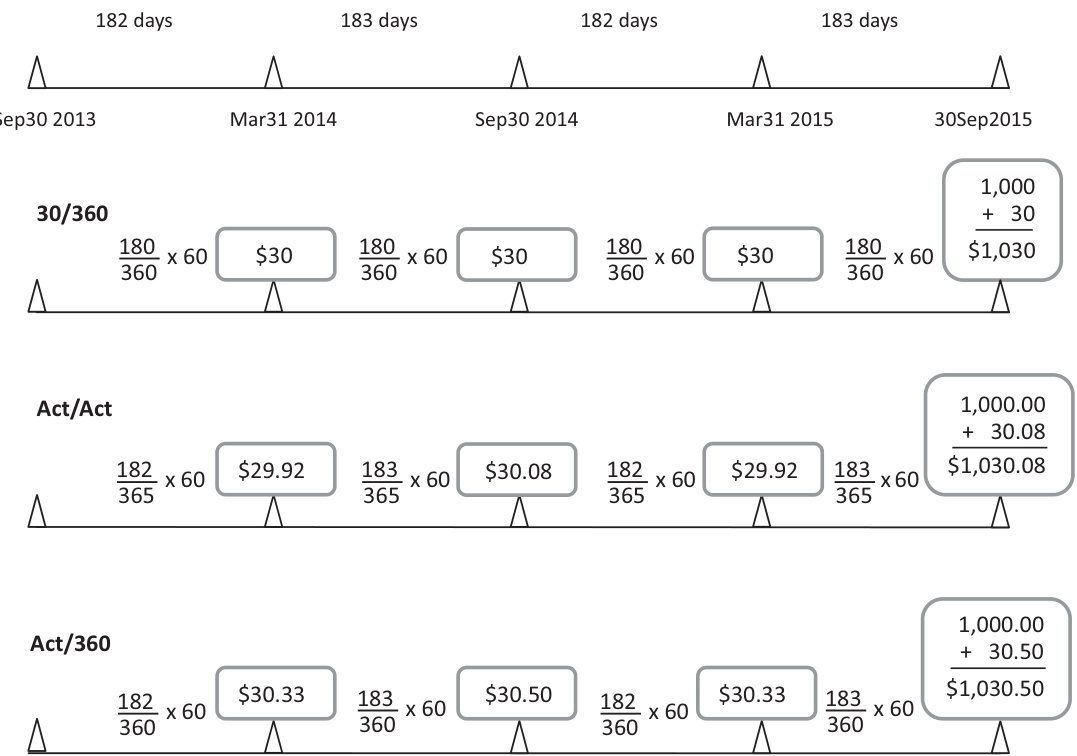 182 days 183 days 182 days 183 days
Sep30 2013 Mar31 2014 Sep30 2014 Mar31 2015 30Sep2015
30/360
180/360 x 60 $30 180/360 x 60 $30 180/360 x 60 $30 180/360 x 60
1,000
+ 30
$1,030
Act/Act
182/365 x 60 $29.92 183/365 x 60 $30.08 182/365 x 60 $29.92 183/365 x 60
1,000.00
+ 30.08
$1,030.08
Act/360
182/360 x 60 $30.33 183/360 x 60 $30.50 182/360 x 60 $30.33 183/360 x 60
1,000.00
+ 30.50
$1,030.50